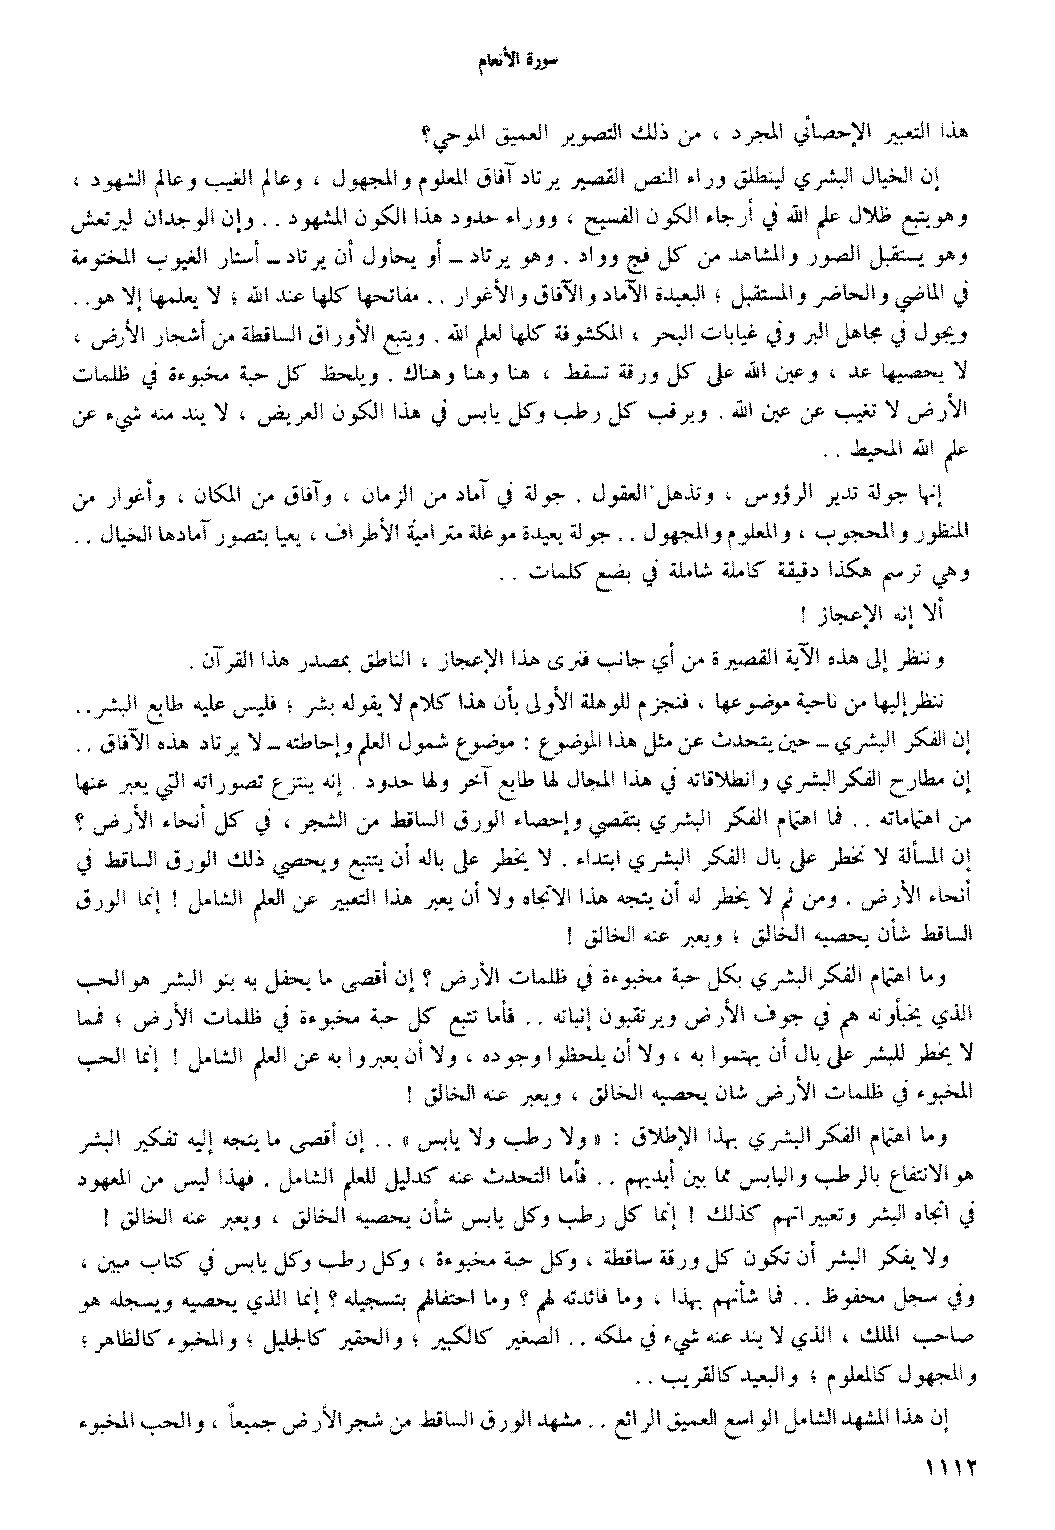 سورة الأنعام
هذا التعبير الإحصائي المجرد ، من ذلك التصوير العميق الموحي؟
إن الخيال البشري لينطلق وراء النص القصير يرتاد آفاق المعلوم والمجهول ، وعالم الغيب وعالم الشهود ،
وهو يتبع ظلال علم الله في أرجاء الكون الفسيح ، ووراء حدود هذا الكون المشهود .. وإن الوجدان ليرتعش
وهو يستقبل الصور والمشاهد من كل فج وواد . وهو يرتاد – أو يحاول أن يرتاد – أستار الغيوب المختومة
في الماضي والحاضر والمستقبل ؛ البعيدة الآماد والآفاق والأغوار .. مفاتحها كلها عند الله ؛ لا يعلمها إلا هو..
ويجول في مجاهل البر وفي غيابات البحر ، المكشوفة كلها لعلم الله . ويتبع الأوراق الساقطة من أشجار الأرض ،
لا يحصيها عد ، وعين الله على كل ورقة تسقط ، هنا وهنا وهناك . ويلحظ كل حبة مخبوءة في ظلمات
الأرض لا تغيب عن عين الله . ويرقب كل رطب وكل يابس في هذا الكون العريض ، لا يند منه شيء عن
علم الله المحيط ..
إنها جولة تدير الرؤوس ، وتذهل العقول . جولة في آماد من الزمان ، وآفاق من المكان ، وأغوار من
المنظور والمحجوب ، والمعلوم والمجهول .. جولة بعيدة موغلة مترامية الأطراف ، يعيا بتصور آمادها الخيال ..
وهي ترسم هكذا دقيقة كاملة شاملة في بضع كلمات ..
ألا إنه الإعجاز !
وننظر إلى هذه الآية القصيرة من أي جانب فنرى هذا الإعجاز ، الناطق بمصدر هذا القرآن .
ننظر إليها من ناحية موضوعها ، فنجزم للوهلة الأولى بأن هذا كلام لا يقوله بشر ؛ فليس عليه طابع البشر..
إن الفكر البشري – حين يتحدث عن مثل هذا الموضوع : موضوع شمول العلم وإحاطته – لا يرتاد هذه الآفاق ..
إن مطارح الفكر البشري وانطلاقاته في هذا المجال لها طابع آخر ولها حدود . إنه ينتزع تصوراته التي يعبر عنها
من اهتماماته .. فما اهتمام الفكر البشري بتقصي وإحصاء الورق الساقط من الشجر ، في كل أنحاء الأرض ؟
إن المسألة لا تخطر على بال الفكر البشري ابتداء . لا يخطر على باله أن يتتبع ويحصي ذلك الورق الساقط في
أنحاء الأرض . ومن ثم لا يخطر له أن يتجه هذا الاتجاه ولا أن يعبر هذا التعبير عن العلم الشامل ! إنما الورق
الساقط شأن يحصيه الخالق ؛ ويعبر عنه الخالق !
وما اهتمام الفكر البشري بكل حبة مخبوءة في ظلمات الأرض ؟ إن أقصى ما يحفل به بنو البشر هو الحب
الذي يخبأونه هم في جوف الأرض ويرتقبون إنباته .. فأما تتبع كل حبة مخبوءة في ظلمات الأرض ؛ فمما
لا يخطر للبشر على بال أن يهتموا به ، ولا أن يلحظوا وجوده ، ولا أن يعبروا به عن العلم الشامل ! إنما الحب
المخبوء في ظلمات الأرض شان يحصيه الخالق ، ويعبر عنه الخالق !
وما اهتمام الفكر البشري بهذا الإطلاق : « ولا رطب ولا يابس » .. إن أقصى ما يتجه إليه تفكير البشر
هو الانتفاع بالرطب واليابس مما بين أيديهم .. فأما التحدث عنه كدليل للعلم الشامل . فهذا ليس من المعهود
في اتجاه البشر وتعبيراتهم كذلك ! إنما كل رطب وكل يابس شأن يحصيه الخالق ، ويعبر عنه الخالق !
ولا يفكر البشر أن تكون كل ورقة ساقطة ، وكل حبة مخبوءة ، وكل رطب وكل يابس في كتاب مبين ،
وفي سجل محفوظ .. فما شأنهم بهذا ، وما فائدته لهم ؟ وما احتفالهم بتسجيله ؟ إنما الذي يحصيه ويسجله هو
صاحب الملك ، الذي لا يند عنه شيء في ملكه .. الصغير كالكبير ؛ والحقير كالجليل ؛ والمخبوء كالظاهر ؛
والمجهول كالمعلوم ؛ والبعيد كالقريب ..
إن هذا المشهد الشامل الواسع العميق الرائع .. مشهد الورق الساقط من شجر الأرض جميعاً ، والحب المخبوء
١١١٢